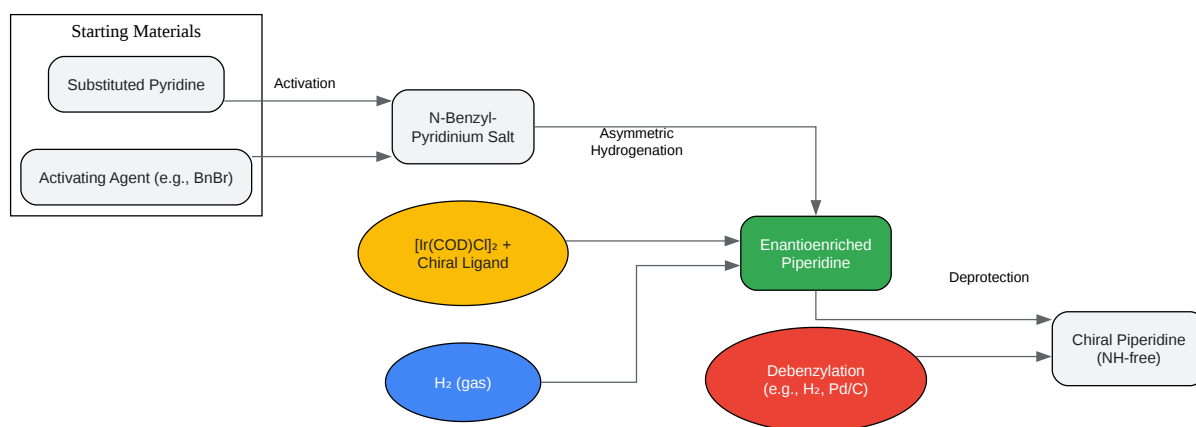 Starting Materials
Substituted Pyridine
Activation
Activating Agent (e.g., BnBr)
N-Benzyl-
Pyridinium Salt
Asymmetric
Hydrogenation
[Ir(COD)Cl]₂ +
Chiral Ligand
H₂ (gas)
Enantioenriched
Piperidine
Deprotection
Debenzylation
(e.g., H₂, Pd/C)
Chiral Piperidine
(NH-free)